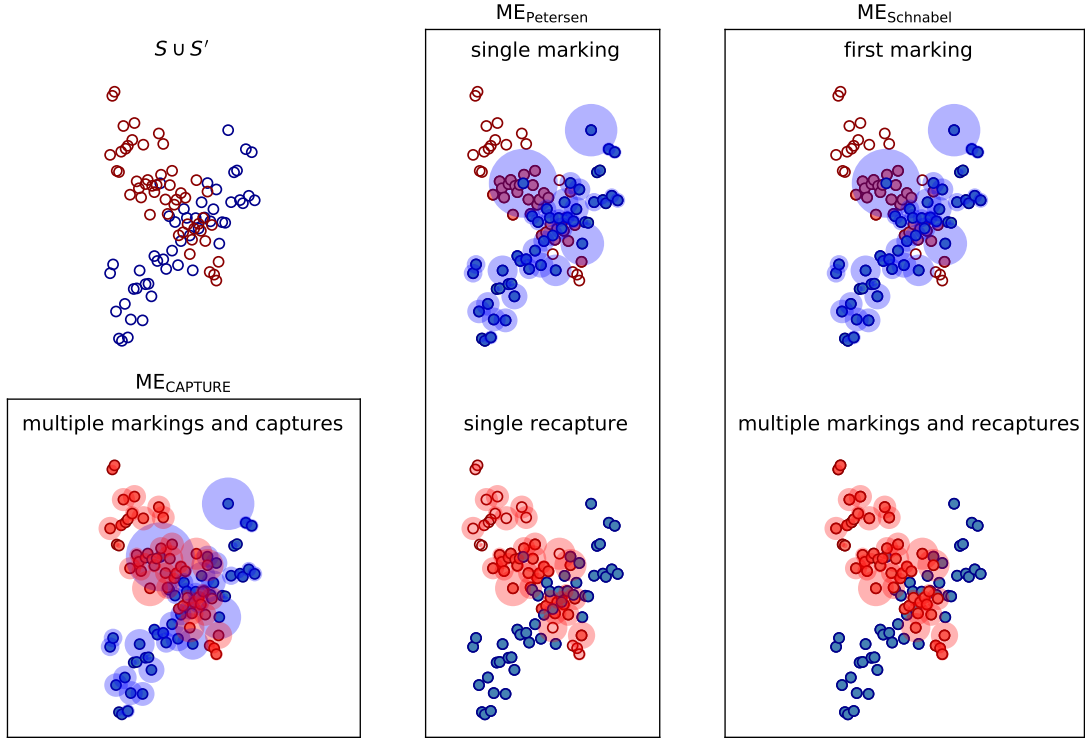 S ∪ S′
ME_Petersen
single marking
ME_Schnabel
first marking
ME_CAPTURE
multiple markings and captures
single recapture
multiple markings and recaptures